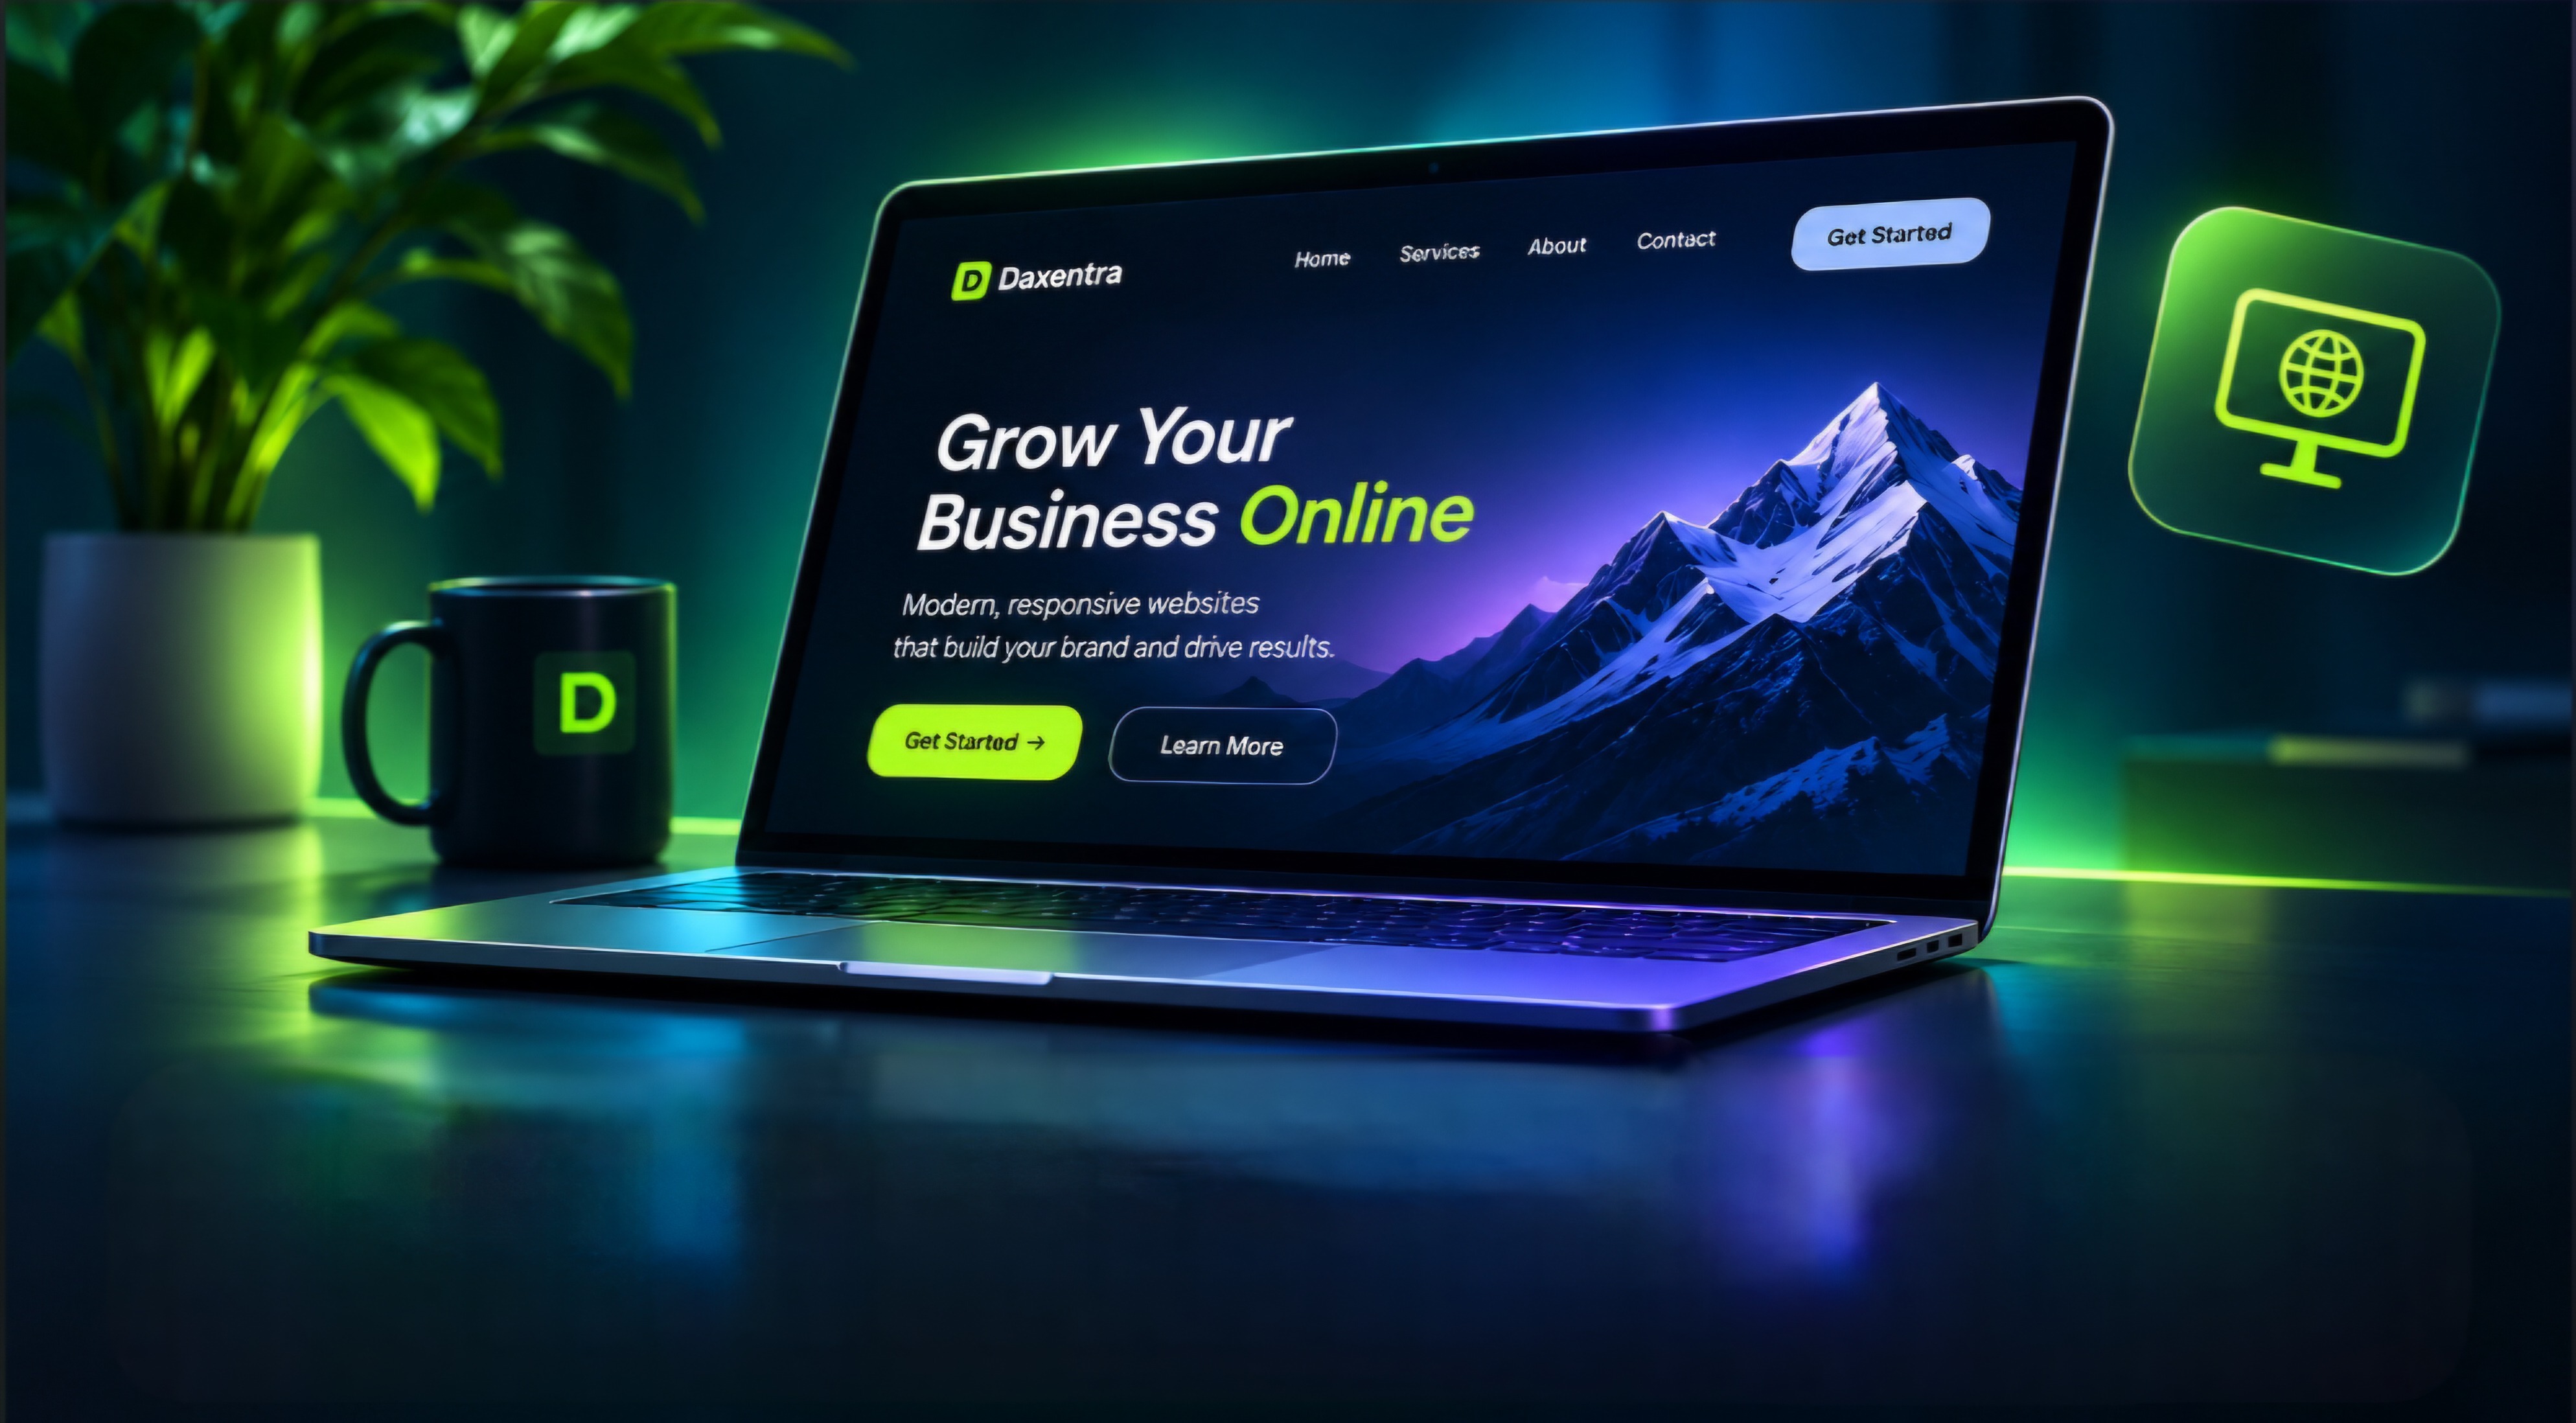 D Daxentra
Home Services About Contact Get Started
Grow Your
Business Online
Modern, responsive websites
that build your brand and drive results.
Get Started → Learn More
D